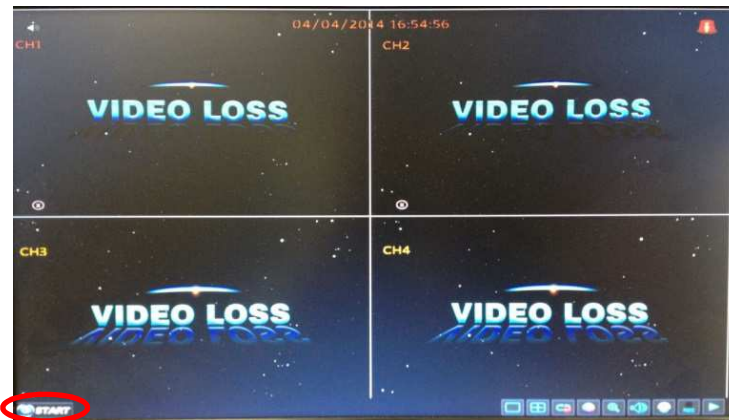 04/04/2014 16:54:56
CH1
CH2
VIDEO LOSS
VIDEO LOSS
CH3
CH4
VIDEO LOSS
VIDEO LOSS
START